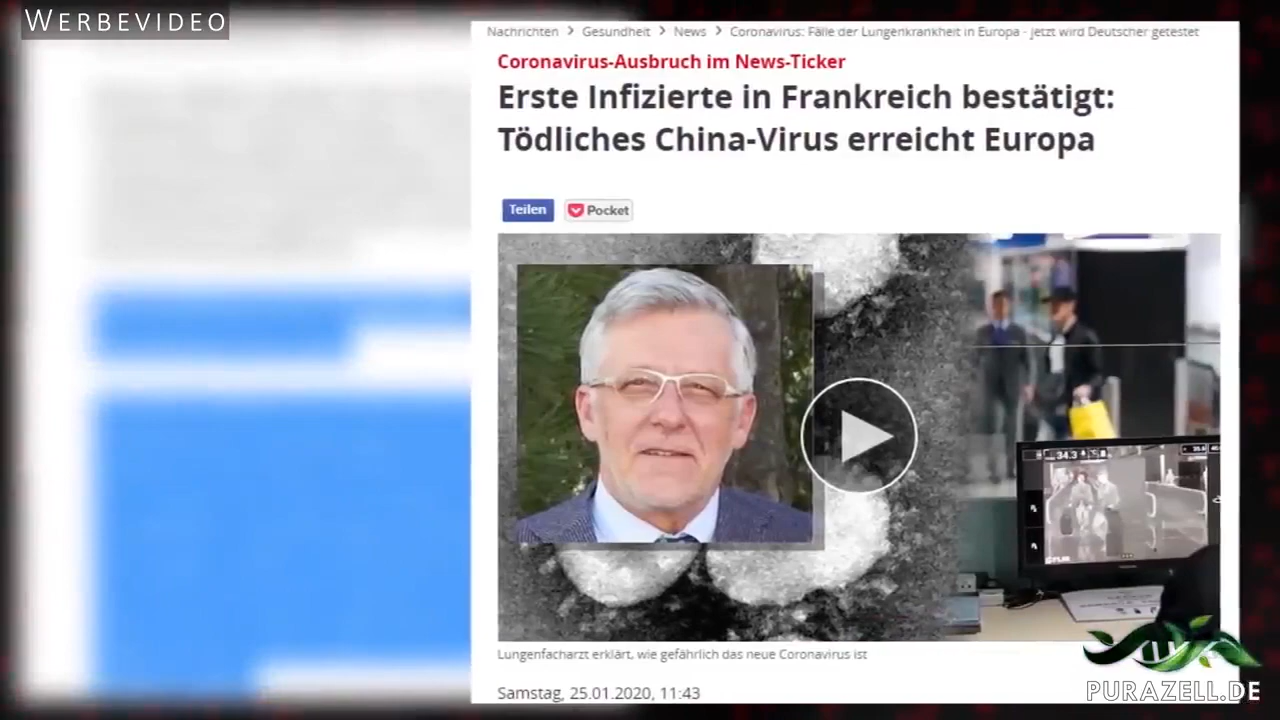 WERBEVIDEO
Nachrichten > Gesundheit > News > Coronavirus: Fälle der Lungenkrankheit in Europa - jetzt wird Deutscher getestet
Coronavirus-Ausbruch im News-Ticker
Erste Infizierte in Frankreich bestätigt:
Tödliches China-Virus erreicht Europa
Teilen
Pocket
34.3
Lungenfacharzt erklärt, wie gefährlich das neue Coronavirus ist
Samstag, 25.01.2020, 11:43
PURAZELL.DE